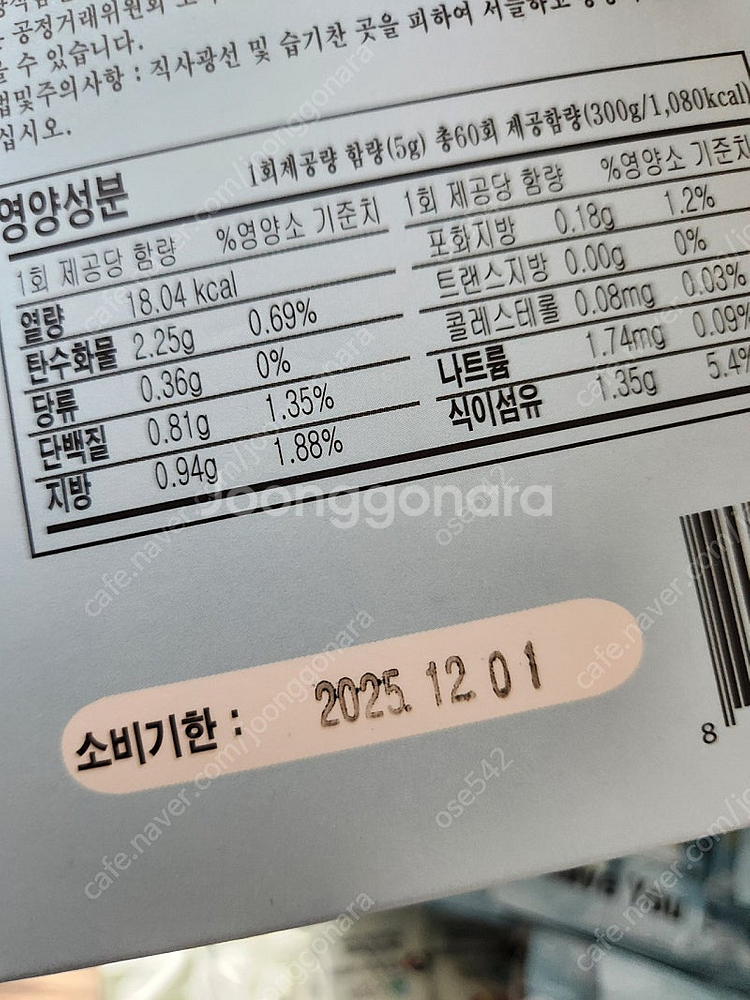 공정거래위원회
수 있습니다.
및주의사항 : 직사광선 및 습기찬 곳을 피하여 서늘하고
십시오.
영양성분 1회제공량 함량(5g) 총60회 제공함량(300g/1,080kcal)
1회 제공당 함량 %영양소 기준치 1회 제공당 함량 %영양소 기준치
열량 18.04 kcal 포화지방 0.18g 1.2%
탄수화물 2.25g 0.69% 트랜스지방 0.00g 0%
당류 0.36g 0% 콜레스테롤 0.08mg 0.03%
단백질 0.81g 1.35% 나트륨 1.74mg 0.09%
지방 0.94g 1.88% 식이섬유 1.35g 5.4%
Joonggonara
소비기한 : 2025. 12. 01
8
cafe.naver.com/joonggonara
ose542